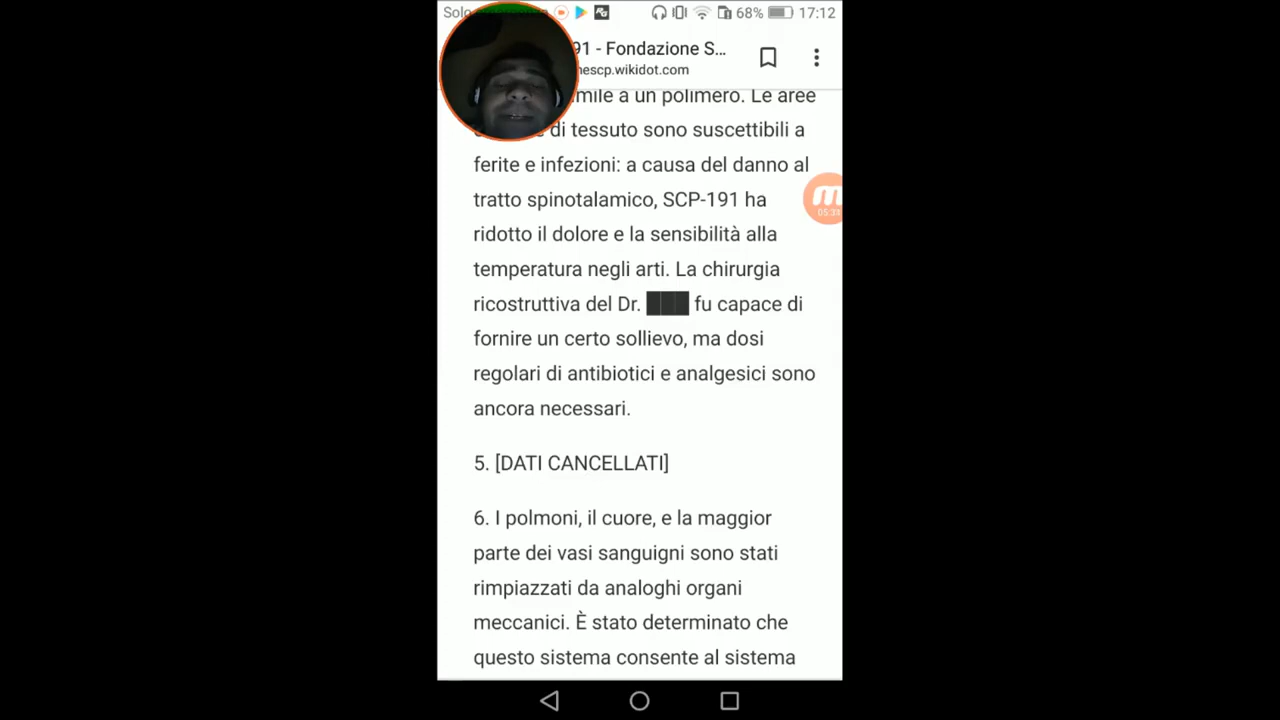 Solo
68% 17:12
91 - Fondazione S...
nescp.wikidot.com
mile a un polimero. Le aree
di tessuto sono suscettibili a
ferite e infezioni: a causa del danno al
tratto spinotalamico, SCP-191 ha
ridotto il dolore e la sensibilità alla
temperatura negli arti. La chirurgia
ricostruttiva del Dr. ███ fu capace di
fornire un certo sollievo, ma dosi
regolari di antibiotici e analgesici sono
ancora necessari.
5. [DATI CANCELLATI]
6. I polmoni, il cuore, e la maggior
parte dei vasi sanguigni sono stati
rimpiazzati da analoghi organi
meccanici. È stato determinato che
questo sistema consente al sistema